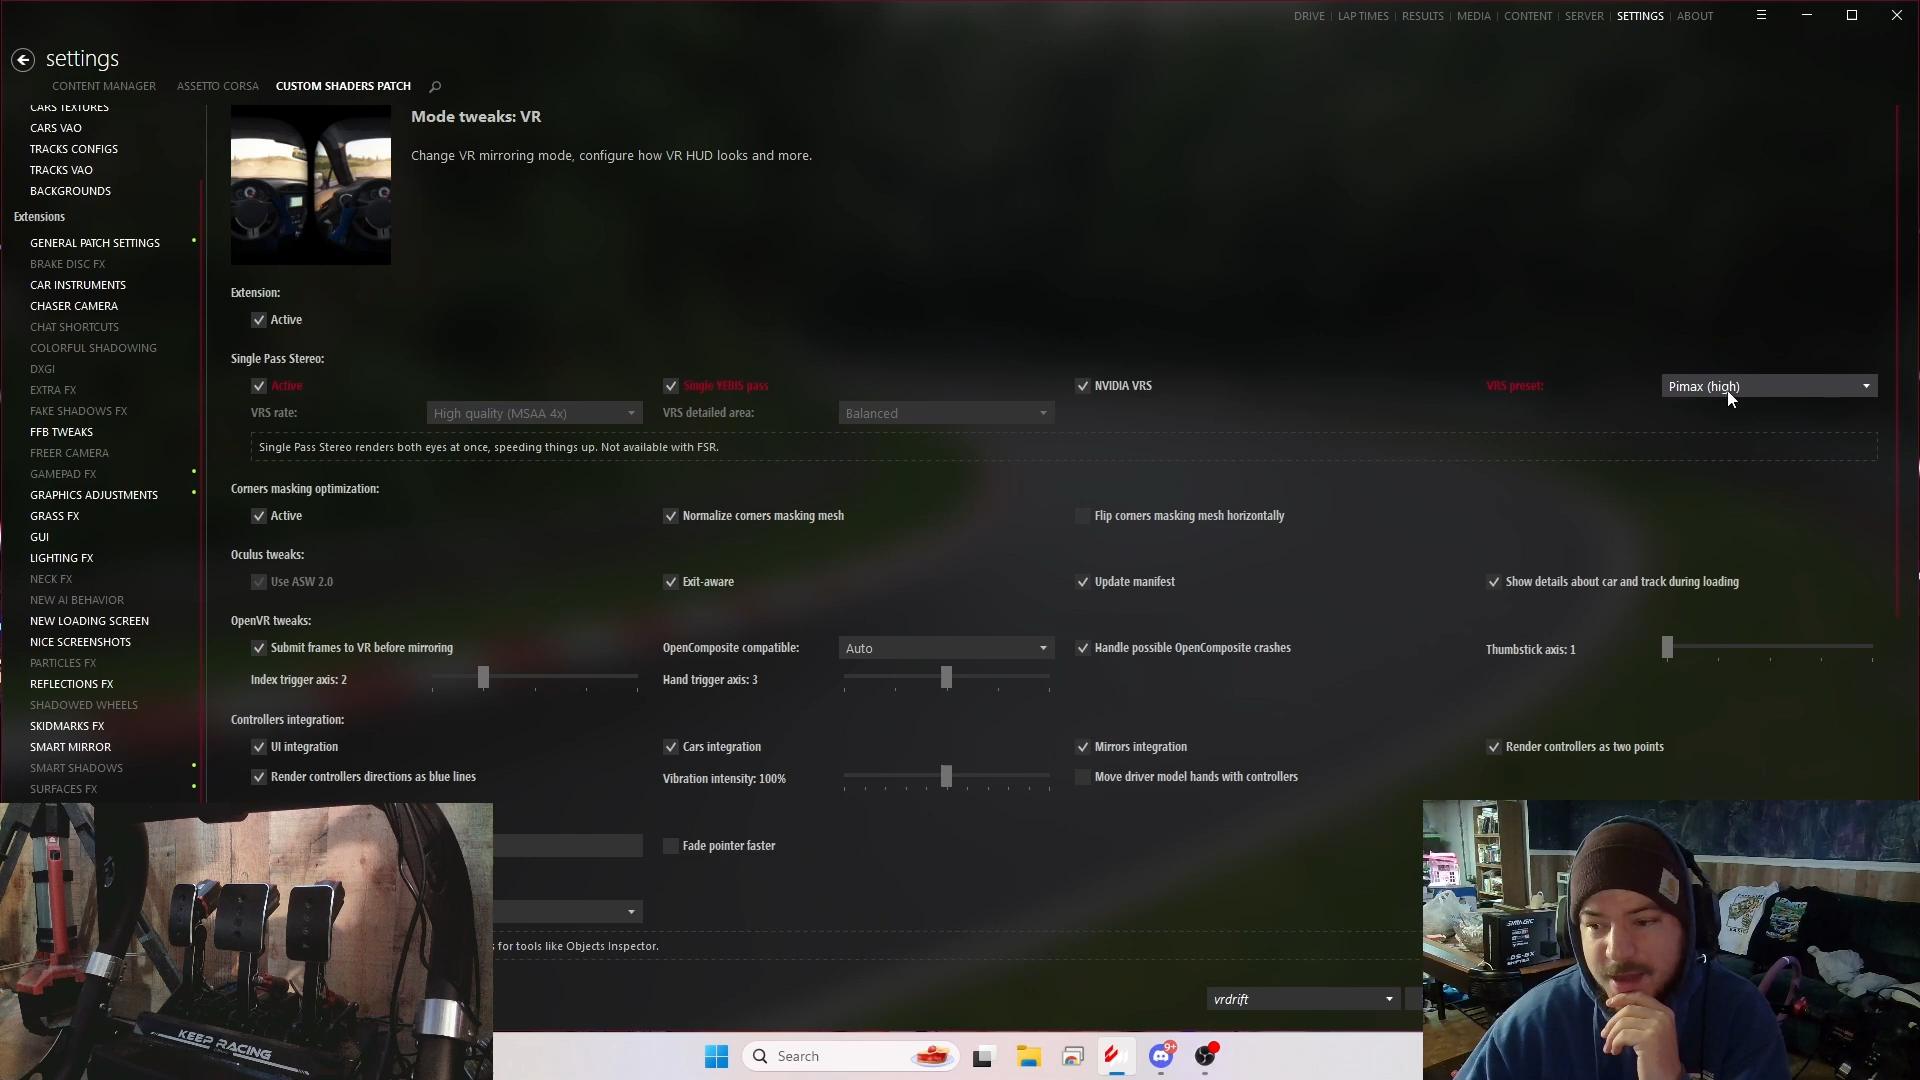 DRIVE | LAP TIMES | RESULTS | MEDIA | CONTENT | SERVER | SETTINGS | ABOUT
settings
CONTENT MANAGER ASSETTO CORSA CUSTOM SHADERS PATCH
CARS TEXTURES
CARS VAO
TRACKS CONFIGS
TRACKS VAO
BACKGROUNDS
Extensions
GENERAL PATCH SETTINGS
BRAKE DISC FX
CAR INSTRUMENTS
CHASER CAMERA
CHAT SHORTCUTS
COLORFUL SHADOWING
DXGI
EXTRA FX
FAKE SHADOWS FX
FFB TWEAKS
FREER CAMERA
GAMEPAD FX
GRAPHICS ADJUSTMENTS
GRASS FX
GUI
LIGHTING FX
NECK FX
NEW AI BEHAVIOR
NEW LOADING SCREEN
NICE SCREENSHOTS
PARTICLES FX
REFLECTIONS FX
SHADOWED WHEELS
SKIDMARKS FX
SMART MIRROR
SMART SHADOWS
SURFACES FX
Mode tweaks: VR
Change VR mirroring mode, configure how VR HUD looks and more.
Extension:
Active
Single Pass Stereo:
Active Single YEBIS pass NVIDIA VRS VRS preset: Pimax (high)
VRS rate: High quality (MSAA 4x) VRS detailed area: Balanced
Single Pass Stereo renders both eyes at once, speeding things up. Not available with FSR.
Corners masking optimization:
Active Normalize corners masking mesh Flip corners masking mesh horizontally
Oculus tweaks:
Use ASW 2.0 Exit-aware Update manifest Show details about car and track during loading
OpenVR tweaks:
Submit frames to VR before mirroring OpenComposite compatible: Auto Handle possible OpenComposite crashes Thumbstick axis: 1
Index trigger axis: 2 Hand trigger axis: 3
Controllers integration:
UI integration Cars integration Mirrors integration Render controllers as two points
Render controllers directions as blue lines Vibration intensity: 100% Move driver model hands with controllers
Fade pointer faster
for tools like Objects Inspector.
vrdrift
KEEP RACING
SIMAGIC
Search
9+